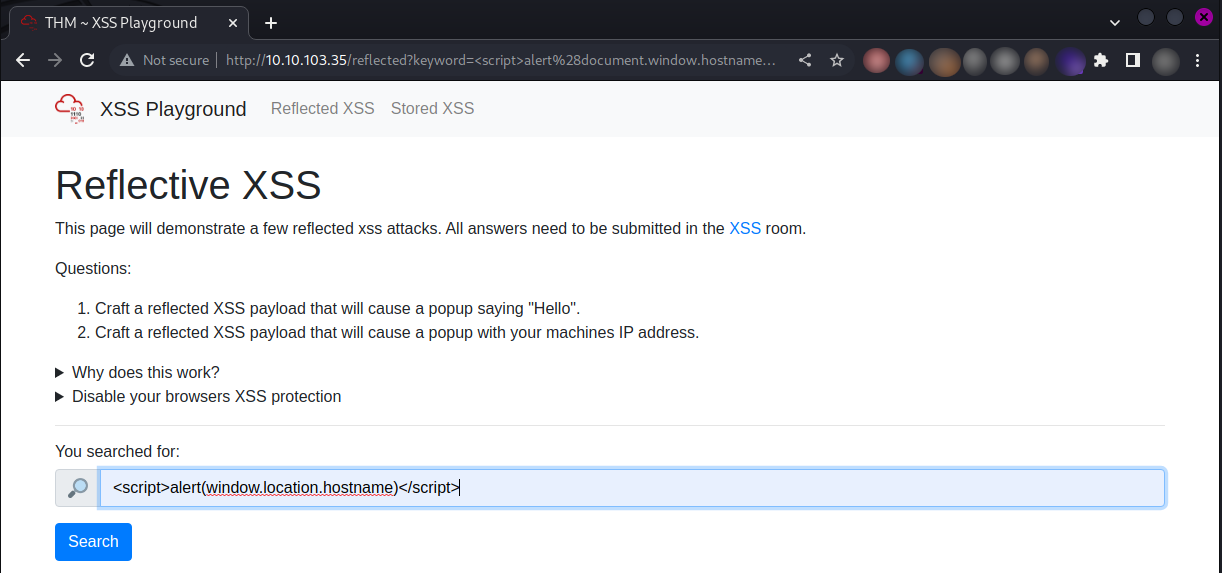 THM ~ XSS Playground
Not secure http://10.10.103.35/reflected?keyword=<script>alert%28document.window.hostname...
XSS Playground Reflected XSS Stored XSS
Reflective XSS
This page will demonstrate a few reflected xss attacks. All answers need to be submitted in the XSS room.
Questions:
1. Craft a reflected XSS payload that will cause a popup saying "Hello".
2. Craft a reflected XSS payload that will cause a popup with your machines IP address.
Why does this work?
Disable your browsers XSS protection
You searched for:
<script>alert(window.location.hostname)</script>
Search